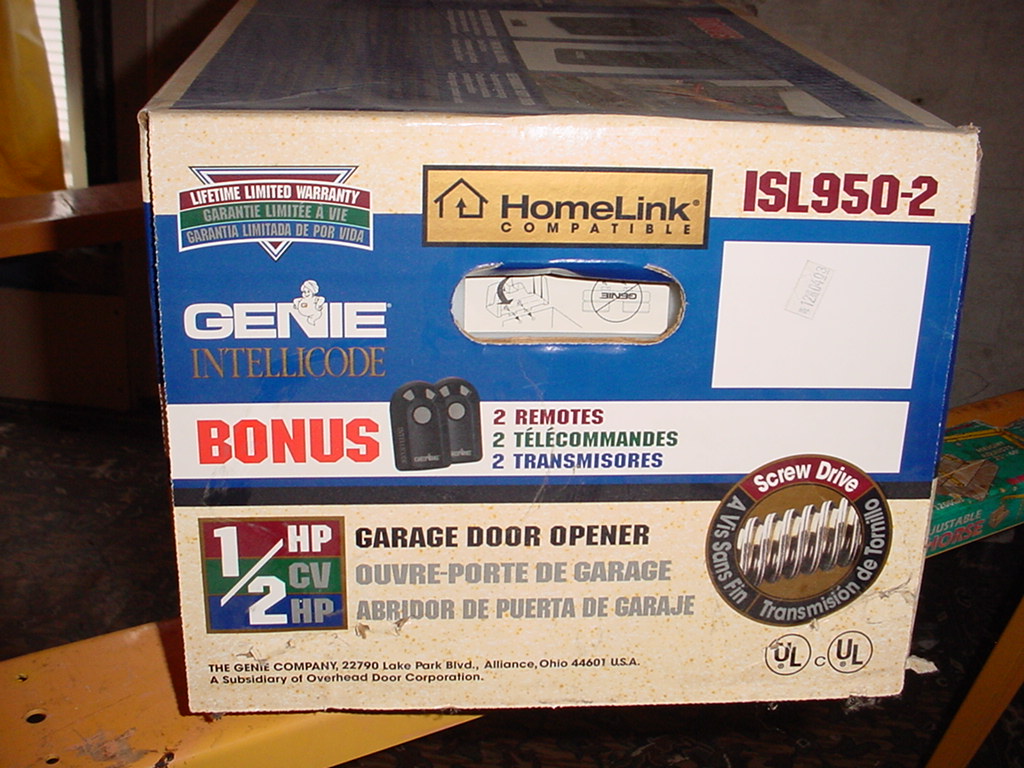 LIFETIME LIMITED WARRANTY
GARANTIE LIMITÉE À VIE
GARANTIA LIMITADA DE POR VIDA
HOMELINK®
COMPATIBLE
ISL950-2
GENIE®
INTELLICODE
GENIE
BONUS
GENIE
GENIE
2 REMOTES
2 TÉLÉCOMMANDES
2 TRANSMISORES
1/2
HP
CV
HP
GARAGE DOOR OPENER
OUVRE-PORTE DE GARAGE
ABRIDOR DE PUERTA DE GARAJE
Screw Drive
A Vis Sans Fin
Transmisión de Tornillo
THE GENIE COMPANY, 22790 Lake Park Blvd., Alliance, Ohio 44601 U.S.A.
A Subsidiary of Overhead Door Corporation.
UL
C UL